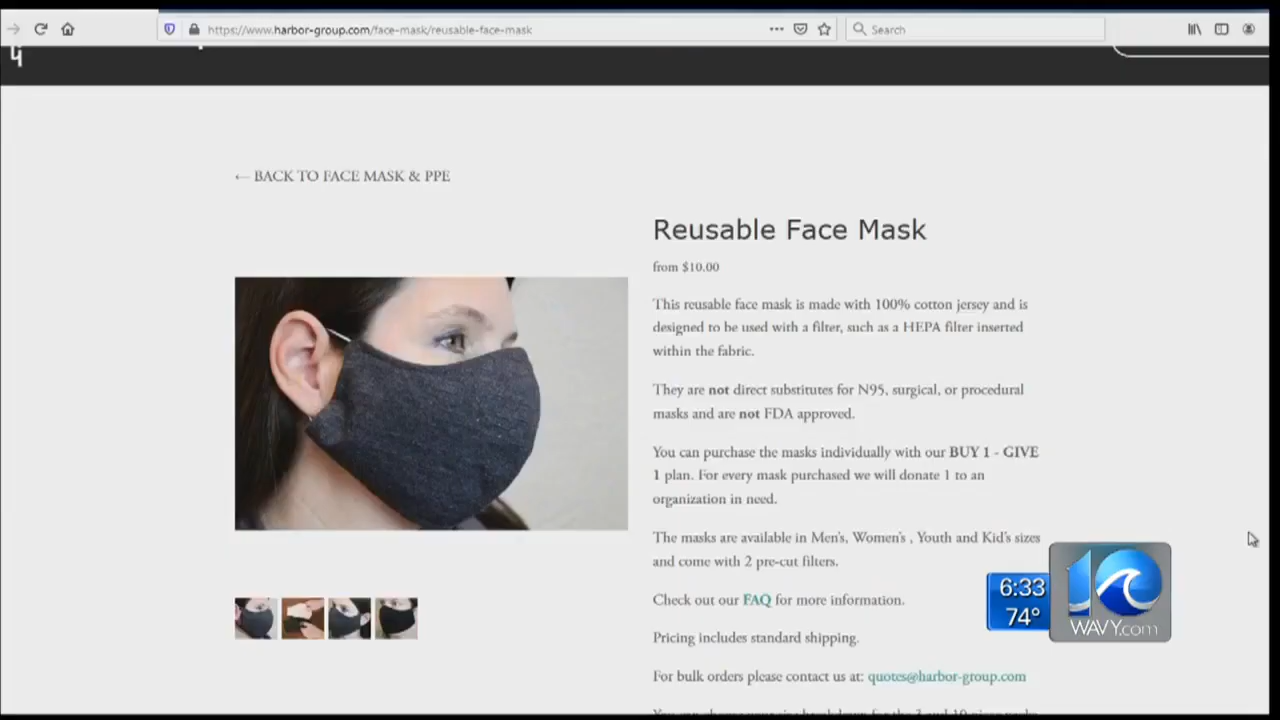 https://www.harbor-group.com/face-mask/reusable-face-mask
Search
← BACK TO FACE MASK & PPE
Reusable Face Mask
from $10.00
This reusable face mask is made with 100% cotton jersey and is
designed to be used with a filter, such as a HEPA filter inserted
within the fabric.
They are not direct substitutes for N95, surgical, or procedural
masks and are not FDA approved.
You can purchase the masks individually with our BUY 1 - GIVE
1 plan. For every mask purchased we will donate 1 to an
organization in need.
The masks are available in Men's, Women's , Youth and Kid's sizes
and come with 2 pre-cut filters.
Check out our FAQ for more information.
Pricing includes standard shipping.
For bulk orders please contact us at: quotes@harbor-group.com
6:33
74°
10
WAVY.com